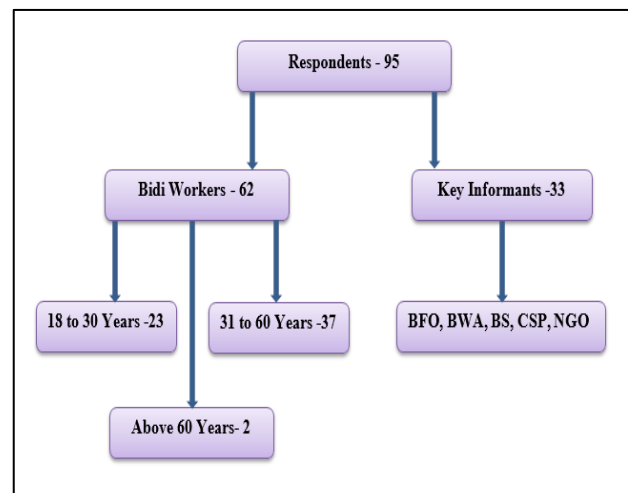 Respondents - 95
Bidi Workers - 62
Key Informants -33
18 to 30 Years -23
31 to 60 Years -37
BFO, BWA, BS, CSP, NGO
Above 60 Years- 2